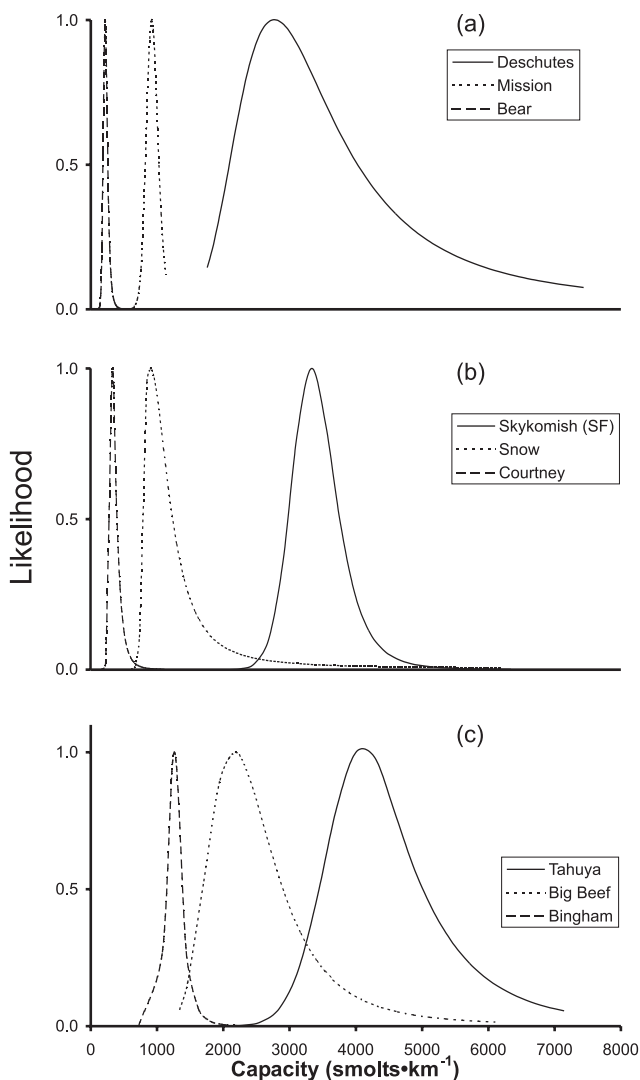 (a)
1.0
0.5
0.0
Deschutes
Mission
Bear
(b)
1.0
0.5
0.0
Skykomish (SF)
Snow
Courtney
Likelihood
(c)
1.0
0.5
0.0
Tahuya
Big Beef
Bingham
0 1000 2000 3000 4000 5000 6000 7000 8000
Capacity (smolts•km⁻¹)